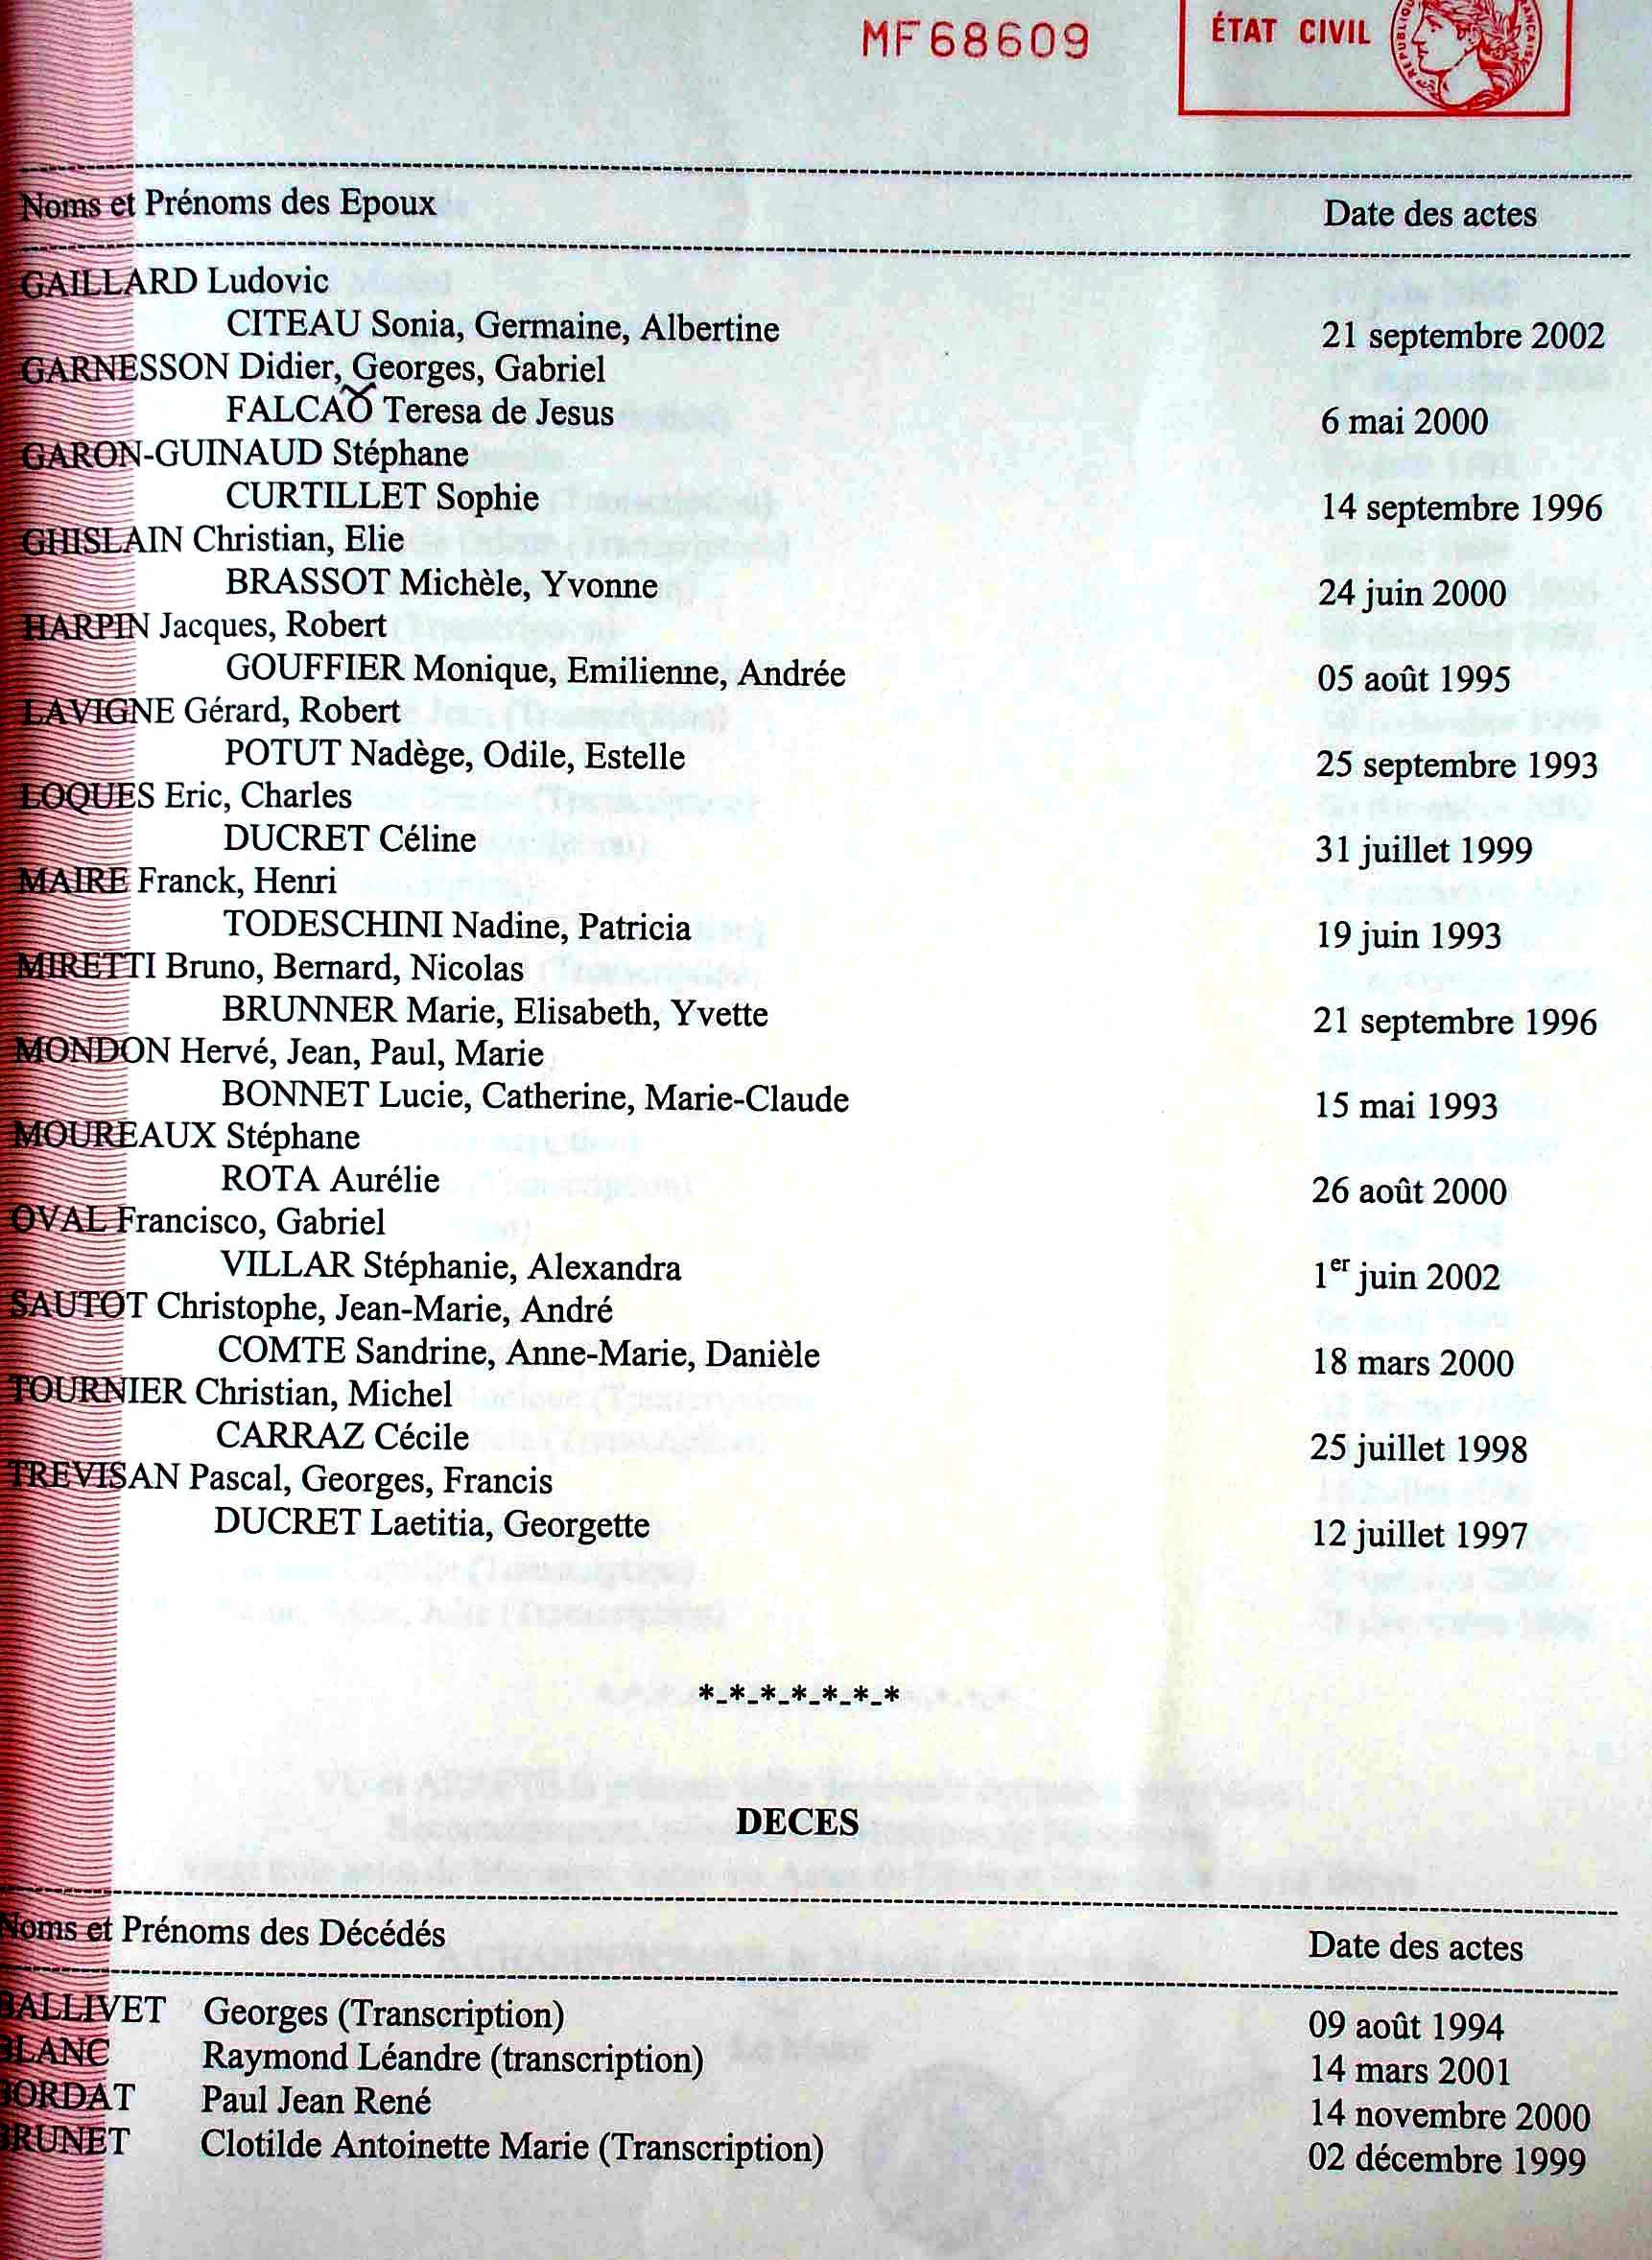 MF68609
ÉTAT CIVIL
Noms et Prénoms des Epoux Date des actes
GAILLARD Ludovic
CITEAU Sonia, Germaine, Albertine 21 septembre 2002
GARNESSON Didier, Georges, Gabriel
FALCAÕ Teresa de Jesus 6 mai 2000
GARON-GUINAUD Stéphane
CURTILLET Sophie 14 septembre 1996
GHISLAIN Christian, Elie
BRASSOT Michèle, Yvonne 24 juin 2000
HARPIN Jacques, Robert
GOUFFIER Monique, Emilienne, Andrée 05 août 1995
LAVIGNE Gérard, Robert
POTUT Nadège, Odile, Estelle 25 septembre 1993
LOQUES Eric, Charles
DUCRET Céline 31 juillet 1999
MAIRE Franck, Henri
TODESCHINI Nadine, Patricia 19 juin 1993
MIRETTI Bruno, Bernard, Nicolas
BRUNNER Marie, Elisabeth, Yvette 21 septembre 1996
MONDON Hervé, Jean, Paul, Marie
BONNET Lucie, Catherine, Marie-Claude 15 mai 1993
MOUREAUX Stéphane
ROTA Aurélie 26 août 2000
OVAL Francisco, Gabriel
VILLAR Stéphanie, Alexandra 1er juin 2002
SAUTOT Christophe, Jean-Marie, André
COMTE Sandrine, Anne-Marie, Danièle 18 mars 2000
TOURNIER Christian, Michel
CARRAZ Cécile 25 juillet 1998
TREVISAN Pascal, Georges, Francis
DUCRET Laetitia, Georgette 12 juillet 1997
*-*-*-*-*-*-*
DECES
Noms et Prénoms des Décédés Date des actes
BALLIVET Georges (Transcription) 09 août 1994
BLANC Raymond Léandre (transcription) 14 mars 2001
BORDAT Paul Jean René 14 novembre 2000
BRUNET Clotilde Antoinette Marie (Transcription) 02 décembre 1999